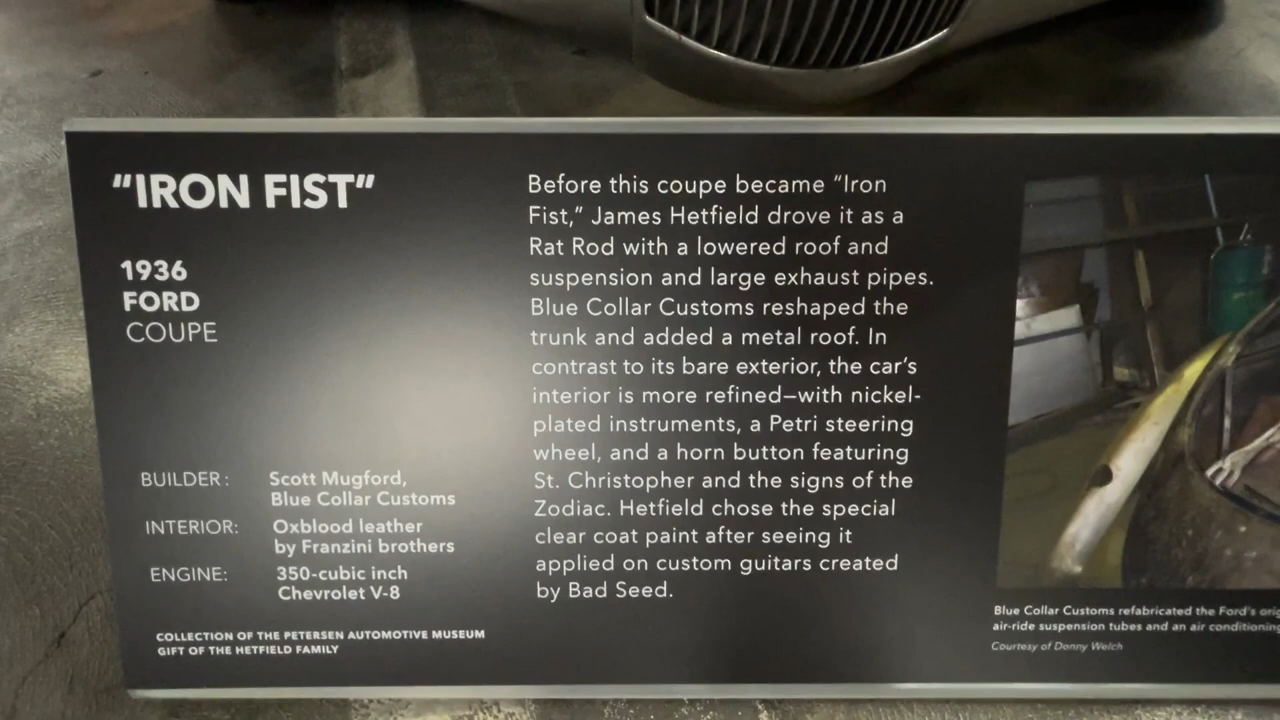 "IRON FIST"
1936
FORD
COUPE
BUILDER: Scott Mugford,
Blue Collar Customs
INTERIOR: Oxblood leather
by Franzini brothers
ENGINE: 350-cubic inch
Chevrolet V-8
COLLECTION OF THE PETERSEN AUTOMOTIVE MUSEUM
GIFT OF THE HETFIELD FAMILY
Before this coupe became "Iron
Fist," James Hetfield drove it as a
Rat Rod with a lowered roof and
suspension and large exhaust pipes.
Blue Collar Customs reshaped the
trunk and added a metal roof. In
contrast to its bare exterior, the car's
interior is more refined—with nickel-
plated instruments, a Petri steering
wheel, and a horn button featuring
St. Christopher and the signs of the
Zodiac. Hetfield chose the special
clear coat paint after seeing it
applied on custom guitars created
by Bad Seed.
Blue Collar Customs refabricated the Ford's
air-ride suspension tubes and an air conditioning
Courtesy of Donny Welch